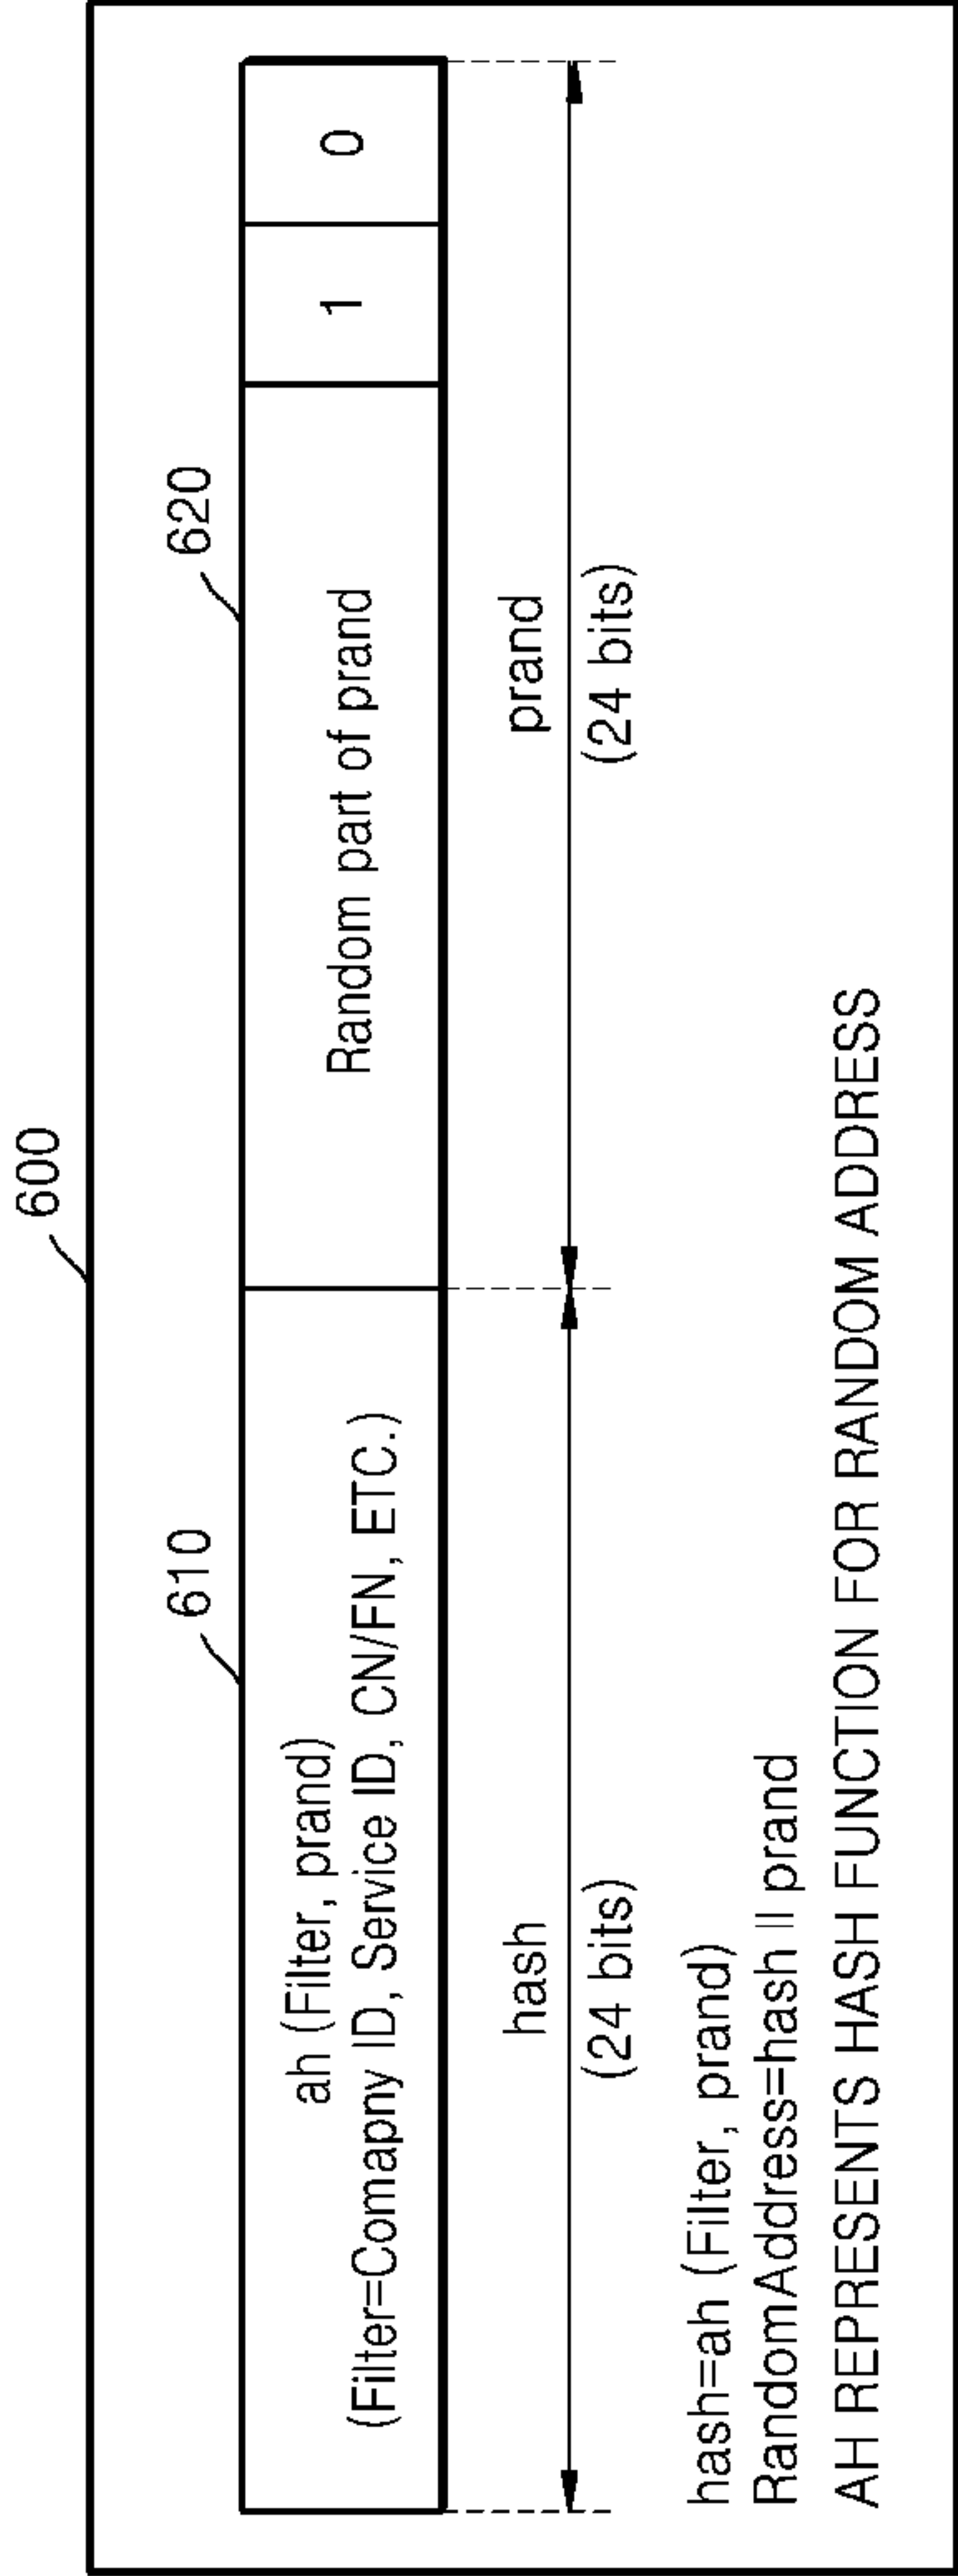 600
610
620
ah (Filter, prand)
(Filter=Comapny ID, Service ID, CN/FN, ETC.)
Random part of prand
1
0
hash
(24 bits)
prand
(24 bits)
hash=ah (Filter, prand)
RandomAddress=hash || prand
AH REPRESENTS HASH FUNCTION FOR RANDOM ADDRESS